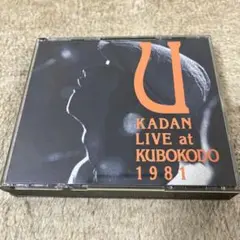 U
KADAN
LIVE at
KUBOKODO
1981